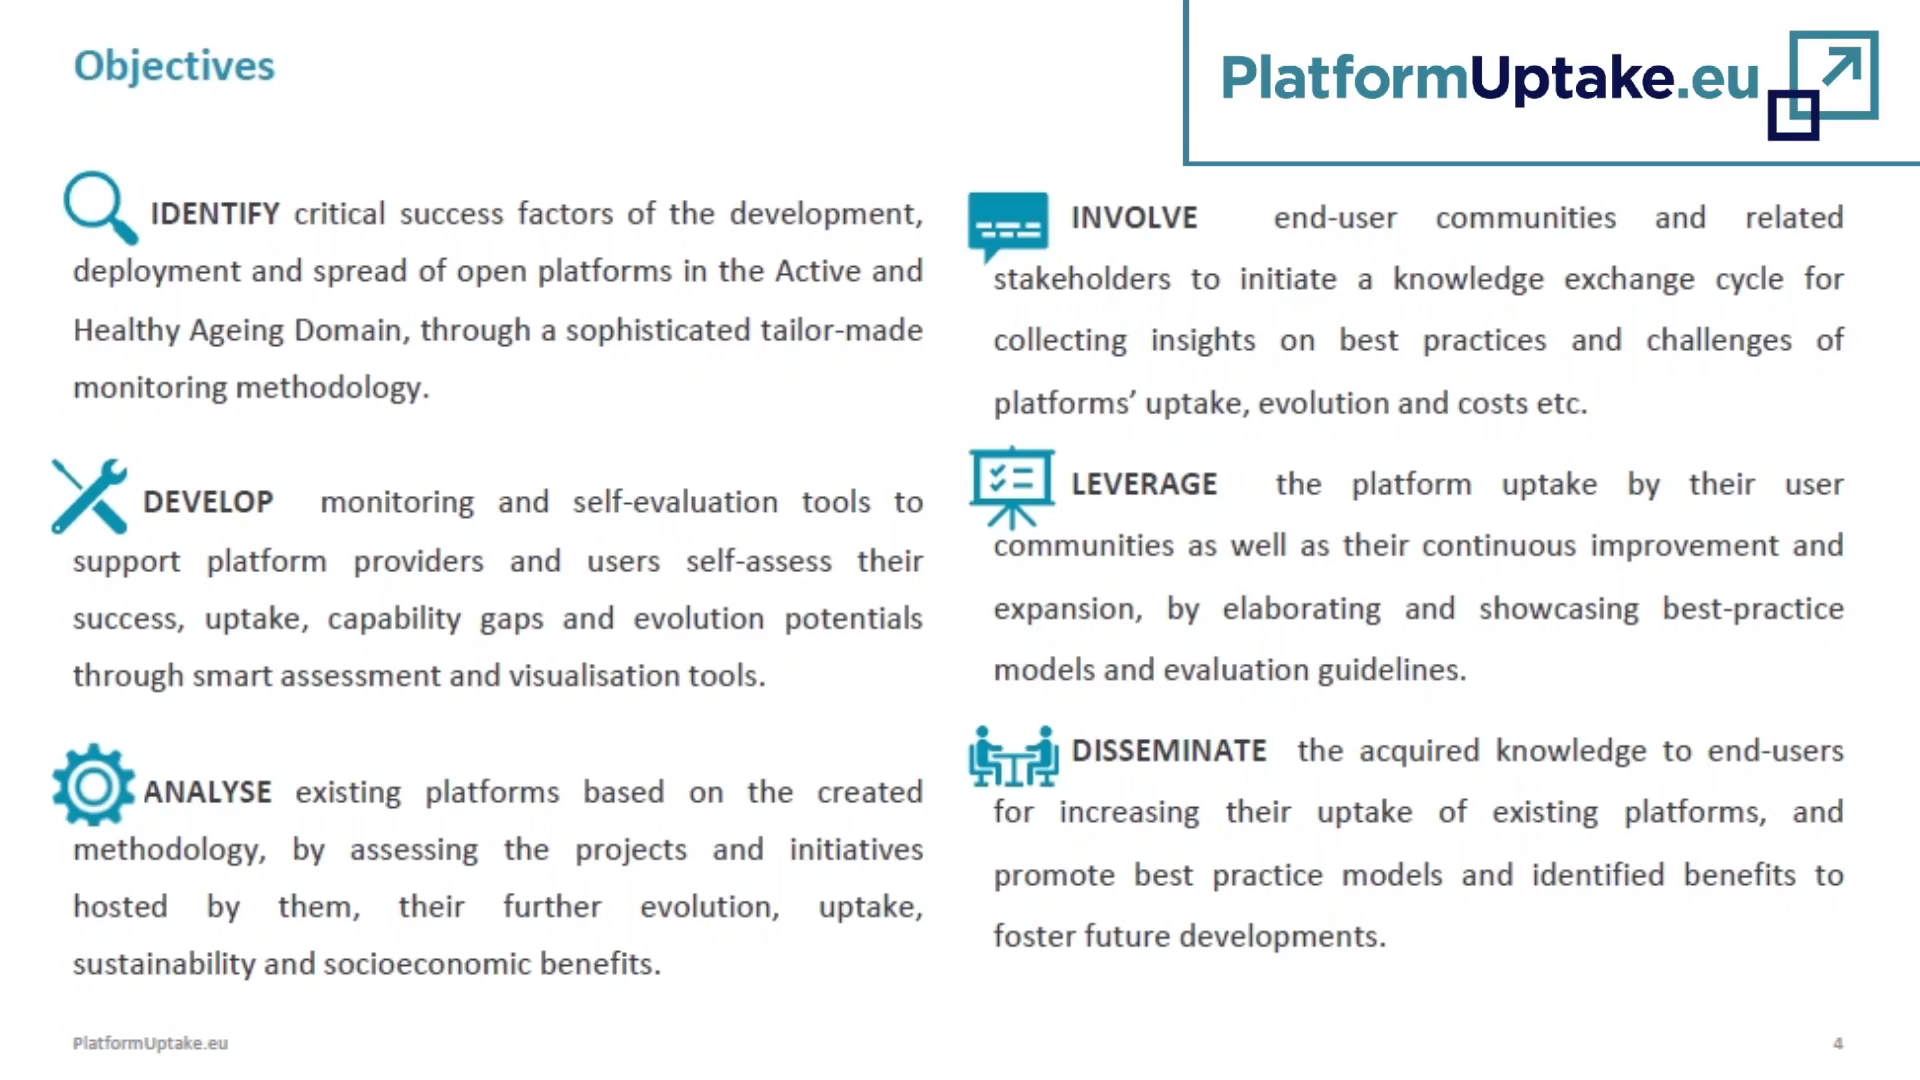 Objectives
PlatformUptake.eu
IDENTIFY critical success factors of the development,
deployment and spread of open platforms in the Active and
Healthy Ageing Domain, through a sophisticated tailor-made
monitoring methodology.
DEVELOP monitoring and self-evaluation tools to
support platform providers and users self-assess their
success, uptake, capability gaps and evolution potentials
through smart assessment and visualisation tools.
ANALYSE existing platforms based on the created
methodology, by assessing the projects and initiatives
hosted by them, their further evolution, uptake,
sustainability and socioeconomic benefits.
INVOLVE end-user communities and related
stakeholders to initiate a knowledge exchange cycle for
collecting insights on best practices and challenges of
platforms’ uptake, evolution and costs etc.
LEVERAGE the platform uptake by their user
communities as well as their continuous improvement and
expansion, by elaborating and showcasing best-practice
models and evaluation guidelines.
DISSEMINATE the acquired knowledge to end-users
for increasing their uptake of existing platforms, and
promote best practice models and identified benefits to
foster future developments.
PlatformUptake.eu
4